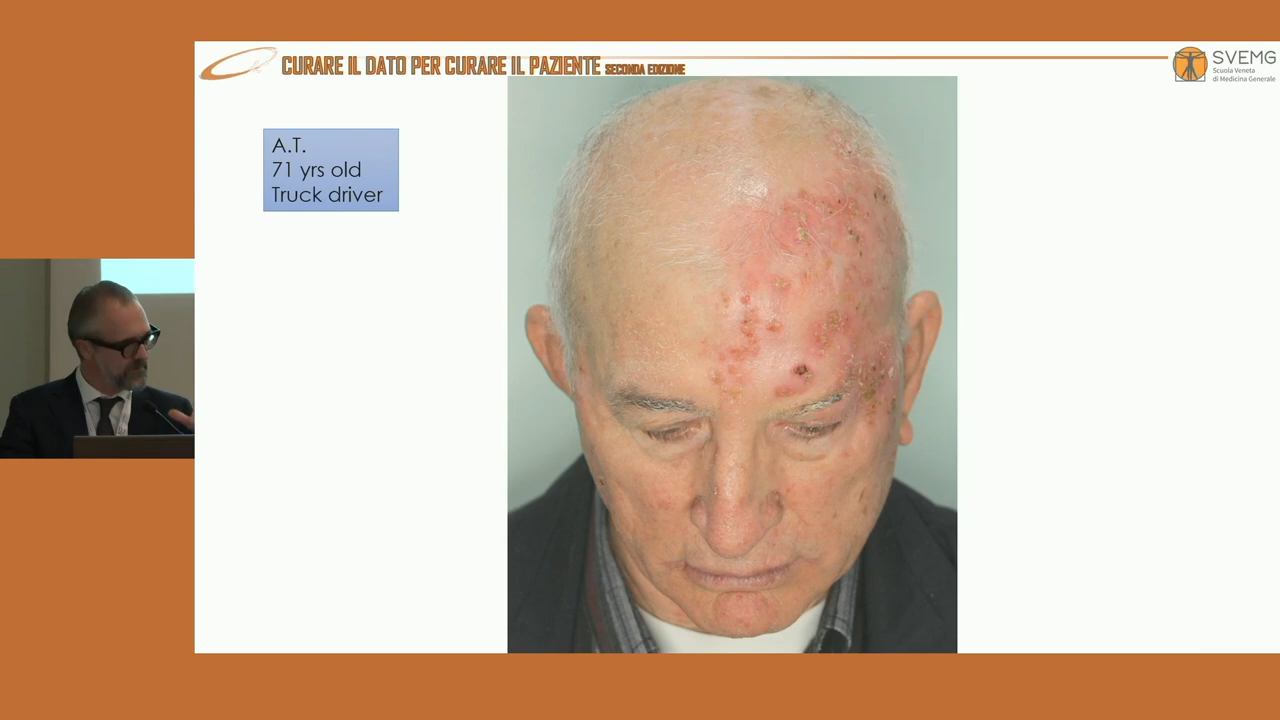 CURARE IL DATO PER CURARE IL PAZIENTE SECONDA EDIZIONE
SVEMG
Scuola Veneta
di Medicina Generale
A.T.
71 yrs old
Truck driver